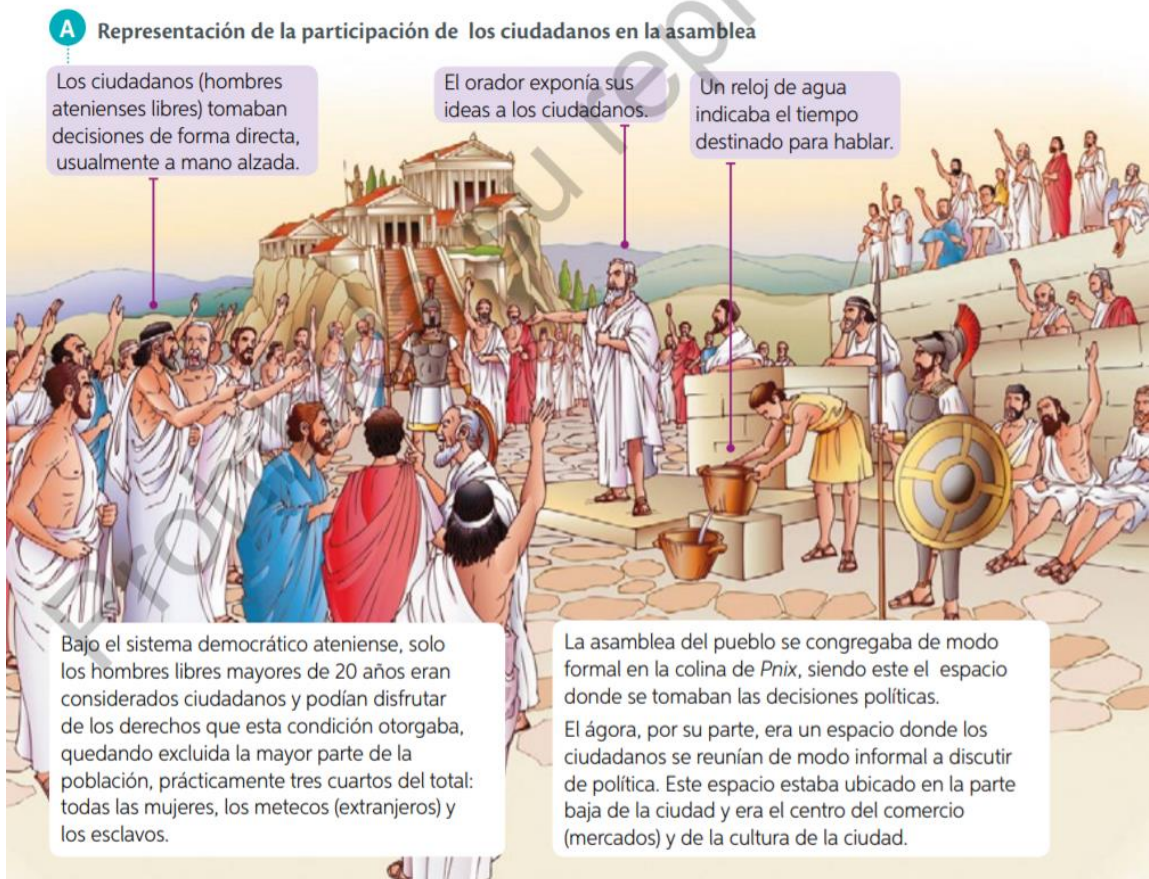 A Representación de la participación de los ciudadanos en la asamblea
Los ciudadanos (hombres
atenienses libres) tomaban
decisiones de forma directa,
usualmente a mano alzada.
El orador exponía sus
ideas a los ciudadanos.
Un reloj de agua
indicaba el tiempo
destinado para hablar.
Bajo el sistema democrático ateniense, solo
los hombres libres mayores de 20 años eran
considerados ciudadanos y podían disfrutar
de los derechos que esta condición otorgaba,
quedando excluida la mayor parte de la
población, prácticamente tres cuartos del total:
todas las mujeres, los metecos (extranjeros) y
los esclavos.
La asamblea del pueblo se congregaba de modo
formal en la colina de Pnix, siendo este el espacio
donde se tomaban las decisiones políticas.
El ágora, por su parte, era un espacio donde los
ciudadanos se reunían de modo informal a discutir
de política. Este espacio estaba ubicado en la parte
baja de la ciudad y era el centro del comercio
(mercados) y de la cultura de la ciudad.